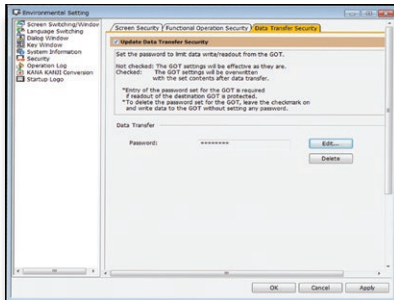 Environmental Setting
Screen Switching/Window
Language Switching
Dialog Window
Key Window
System Information
Security
Operation Log
KANA KANJI Conversion
Startup Logo
Screen Security
Functional Operation Security
Data Transfer Security
Update Data Transfer Security
Set the password to limit data write/readout from the GOT.
Not checked: The GOT settings will be effective as they are.
Checked: The GOT settings will be overwritten
with the set contents after data transfer.
*Entry of the password set for the GOT is required
if readout of the destination GOT is protected.
*To delete the password set for the GOT, leave the checkmark on
and write data to the GOT without setting any password.
Data Transfer
Password: ******** Edit...
Delete
OK Cancel Apply